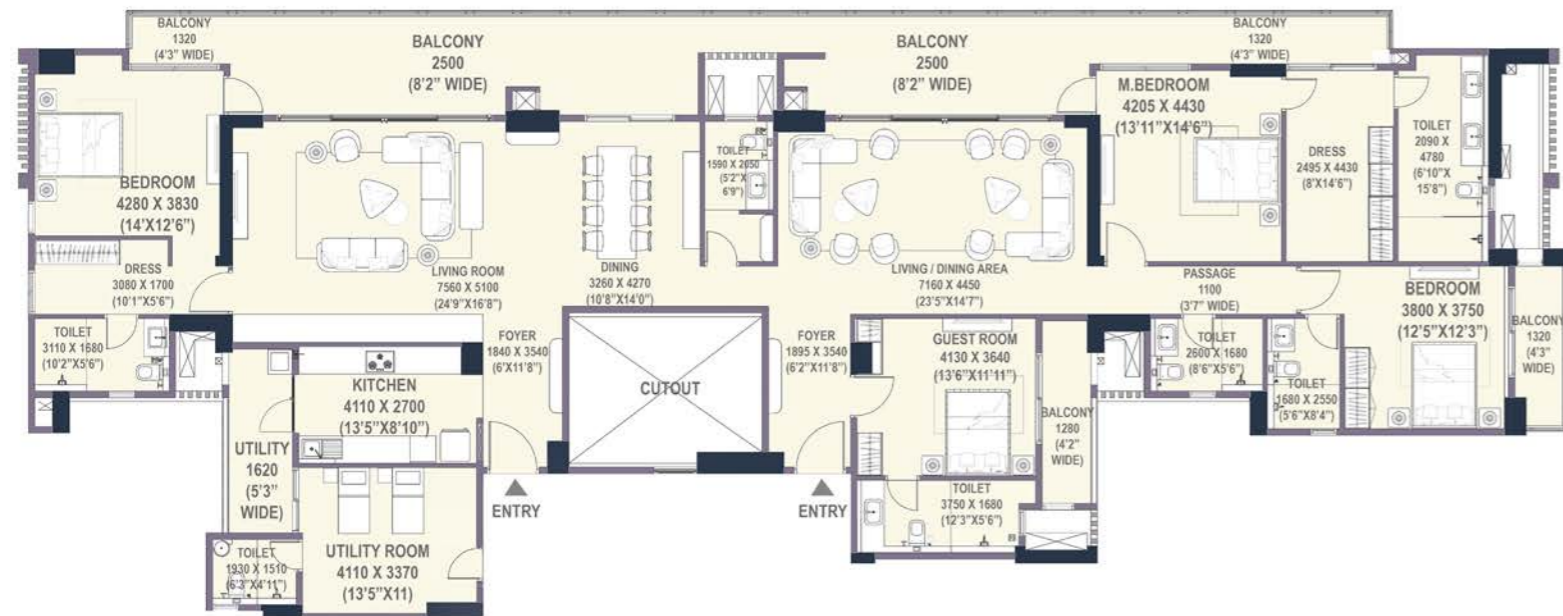 BALCONY
1320
(4'3" WIDE)
BALCONY
2500
(8'2" WIDE)
BALCONY
2500
(8'2" WIDE)
BALCONY
1320
(4'3" WIDE)
M.BEDROOM
4205 X 4430
(13'11"X14'6")
DRESS
2495 X 4430
(8'X14'6")
TOILET
2090 X
4780
(6'10"X
15'8")
TOILET
1590 X 2050
(5'2"X
6'9")
BEDROOM
4280 X 3830
(14'X12'6")
DRESS
3080 X 1700
(10'1"X5'6")
LIVING ROOM
7560 X 5100
(24'9"X16'8")
DINING
3260 X 4270
(10'8"X14'0")
LIVING / DINING AREA
7160 X 4450
(23'5"X14'7")
PASSAGE
1100
(3'7" WIDE)
BEDROOM
3800 X 3750
(12'5"X12'3")
BALCONY
1320
(4'3"
WIDE)
TOILET
3110 X 1680
(10'2"X5'6")
FOYER
1840 X 3540
(6'X11'8")
CUTOUT
FOYER
1895 X 3540
(6'2"X11'8")
GUEST ROOM
4130 X 3640
(13'6"X11'11")
TOILET
2600 X 1680
(8'6"X5'6")
TOILET
1680 X 2550
(5'6"X8'4")
KITCHEN
4110 X 2700
(13'5"X8'10")
BALCONY
1280
(4'2"
WIDE)
UTILITY
1620
(5'3"
WIDE)
ENTRY
ENTRY
TOILET
3750 X 1680
(12'3"X5'6")
UTILITY ROOM
4110 X 3370
(13'5"X11)
TOILET
1930 X 1510
(6'3"X4'11")